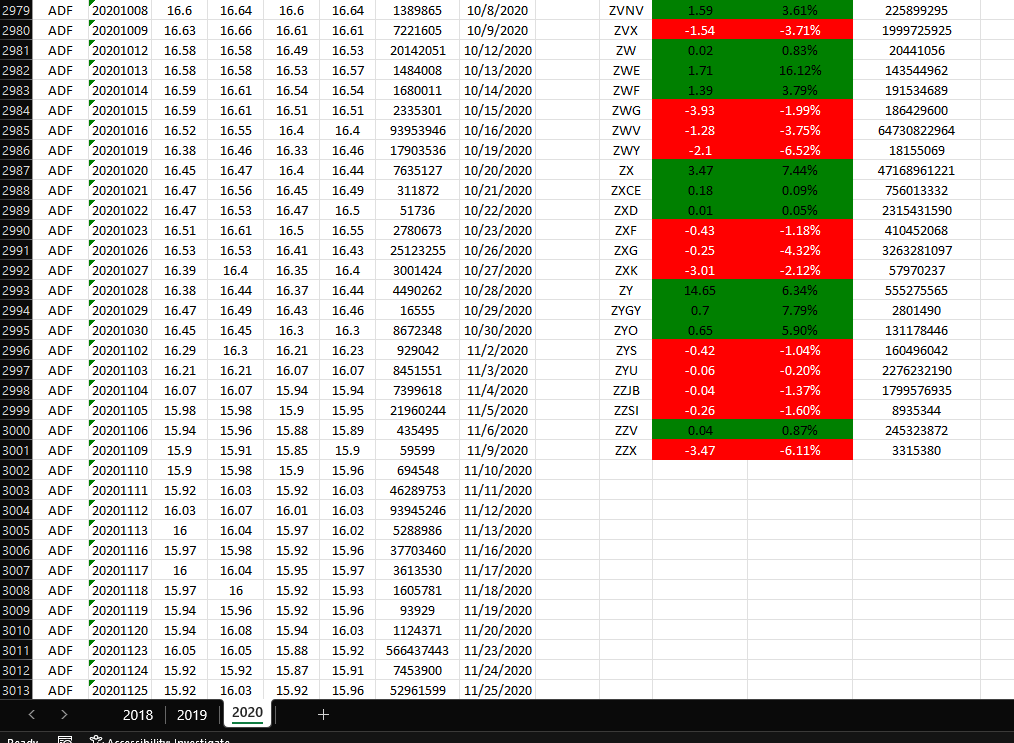 2979 ADF 20201008 16.6 16.64 16.6 16.64 1389865 10/8/2020 ZVNV 1.59 3.61% 225899295
2980 ADF 20201009 16.63 16.66 16.61 16.61 7221605 10/9/2020 ZVX -1.54 -3.71% 1999725925
2981 ADF 20201012 16.58 16.58 16.49 16.53 20142051 10/12/2020 ZW 0.02 0.83% 20441056
2982 ADF 20201013 16.58 16.58 16.53 16.57 1484008 10/13/2020 ZWE 1.71 16.12% 143544962
2983 ADF 20201014 16.59 16.61 16.54 16.54 1680011 10/14/2020 ZWF 1.39 3.79% 191534689
2984 ADF 20201015 16.59 16.61 16.51 16.51 2335301 10/15/2020 ZWG -3.93 -1.99% 186429600
2985 ADF 20201016 16.52 16.55 16.4 16.4 93953946 10/16/2020 ZWV -1.28 -3.75% 64730822964
2986 ADF 20201019 16.38 16.46 16.33 16.46 17903536 10/19/2020 ZWY -2.1 -6.52% 18155069
2987 ADF 20201020 16.45 16.47 16.4 16.44 7635127 10/20/2020 ZX 3.47 7.44% 47168961221
2988 ADF 20201021 16.47 16.56 16.45 16.49 311872 10/21/2020 ZXCE 0.18 0.09% 756013332
2989 ADF 20201022 16.47 16.53 16.47 16.5 51736 10/22/2020 ZXD 0.01 0.05% 2315431590
2990 ADF 20201023 16.51 16.61 16.5 16.55 2780673 10/23/2020 ZXF -0.43 -1.18% 410452068
2991 ADF 20201026 16.53 16.53 16.41 16.43 25123255 10/26/2020 ZXG -0.25 -4.32% 3263281097
2992 ADF 20201027 16.39 16.4 16.35 16.4 3001424 10/27/2020 ZXK -3.01 -2.12% 57970237
2993 ADF 20201028 16.38 16.44 16.37 16.44 4490262 10/28/2020 ZY 14.65 6.34% 555275565
2994 ADF 20201029 16.47 16.49 16.43 16.46 16555 10/29/2020 ZYGY 0.7 7.79% 2801490
2995 ADF 20201030 16.45 16.45 16.3 16.3 8672348 10/30/2020 ZYO 0.65 5.90% 131178446
2996 ADF 20201102 16.29 16.3 16.21 16.23 929042 11/2/2020 ZYS -0.42 -1.04% 160496042
2997 ADF 20201103 16.21 16.21 16.07 16.07 8451551 11/3/2020 ZYU -0.06 -0.20% 2276232190
2998 ADF 20201104 16.07 16.07 15.94 15.94 7399618 11/4/2020 ZZJB -0.04 -1.37% 1799576935
2999 ADF 20201105 15.98 15.98 15.9 15.95 21960244 11/5/2020 ZZSI -0.26 -1.60% 8935344
3000 ADF 20201106 15.94 15.96 15.88 15.89 435495 11/6/2020 ZZV 0.04 0.87% 245323872
3001 ADF 20201109 15.9 15.91 15.85 15.9 59599 11/9/2020 ZZX -3.47 -6.11% 3315380
3002 ADF 20201110 15.9 15.98 15.9 15.96 694548 11/10/2020
3003 ADF 20201111 15.92 16.03 15.92 16.03 46289753 11/11/2020
3004 ADF 20201112 16.03 16.07 16.01 16.03 93945246 11/12/2020
3005 ADF 20201113 16 16.04 15.97 16.02 5288986 11/13/2020
3006 ADF 20201116 15.97 15.98 15.92 15.96 37703460 11/16/2020
3007 ADF 20201117 16 16.04 15.95 15.97 3613530 11/17/2020
3008 ADF 20201118 15.97 16 15.92 15.93 1605781 11/18/2020
3009 ADF 20201119 15.94 15.96 15.92 15.96 93929 11/19/2020
3010 ADF 20201120 15.94 16.08 15.94 16.03 1124371 11/20/2020
3011 ADF 20201123 16.05 16.05 15.88 15.92 566437443 11/23/2020
3012 ADF 20201124 15.92 15.92 15.87 15.91 7453900 11/24/2020
3013 ADF 20201125 15.92 16.03 15.92 15.96 52961599 11/25/2020
2018 2019 2020 +
Ready Accessibility: Investigate